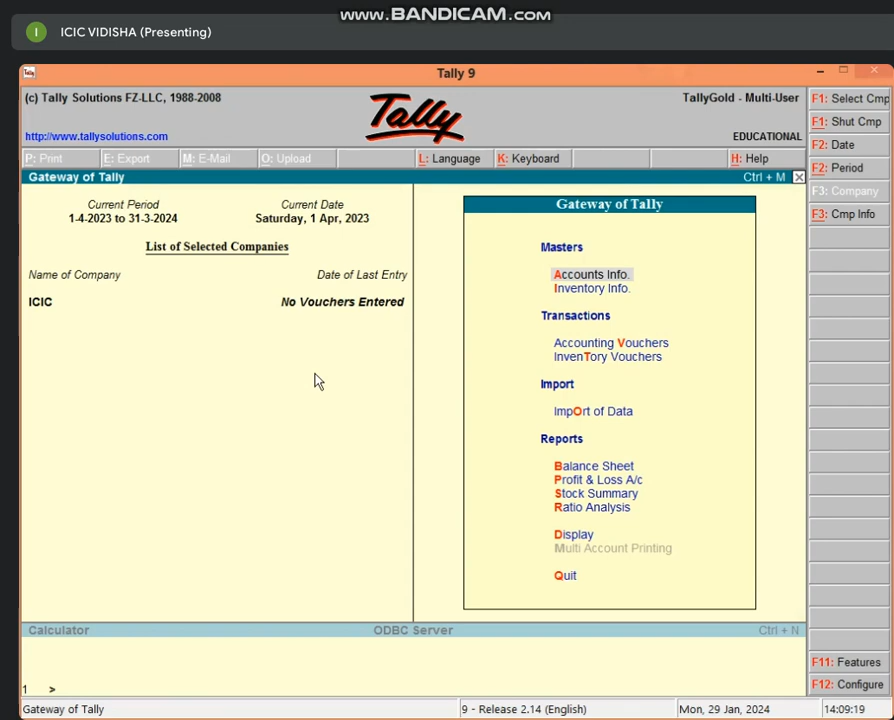 www.BANDICAM.com
I ICIC VIDISHA (Presenting)
Tally 9
(c) Tally Solutions FZ-LLC, 1988-2008
Tally
TallyGold - Multi-User
http://www.tallysolutions.com
EDUCATIONAL
P: Print E: Export M: E-Mail O: Upload L: Language K: Keyboard H: Help
Gateway of Tally Ctrl + M
Current Period Current Date
1-4-2023 to 31-3-2024 Saturday, 1 Apr, 2023
List of Selected Companies
Name of Company Date of Last Entry
ICIC No Vouchers Entered
Gateway of Tally
Masters
Accounts Info.
Inventory Info.
Transactions
Accounting Vouchers
InvenTory Vouchers
Import
ImpOrt of Data
Reports
Balance Sheet
Profit & Loss A/c
Stock Summary
Ratio Analysis
Display
Multi Account Printing
Quit
F1: Select Cmp
F1: Shut Cmp
F2: Date
F2: Period
F3: Company
F3: Cmp Info
F11: Features
F12: Configure
Calculator ODBC Server Ctrl + N
1 >
Gateway of Tally 9 - Release 2.14 (English) Mon, 29 Jan, 2024 14:09:19